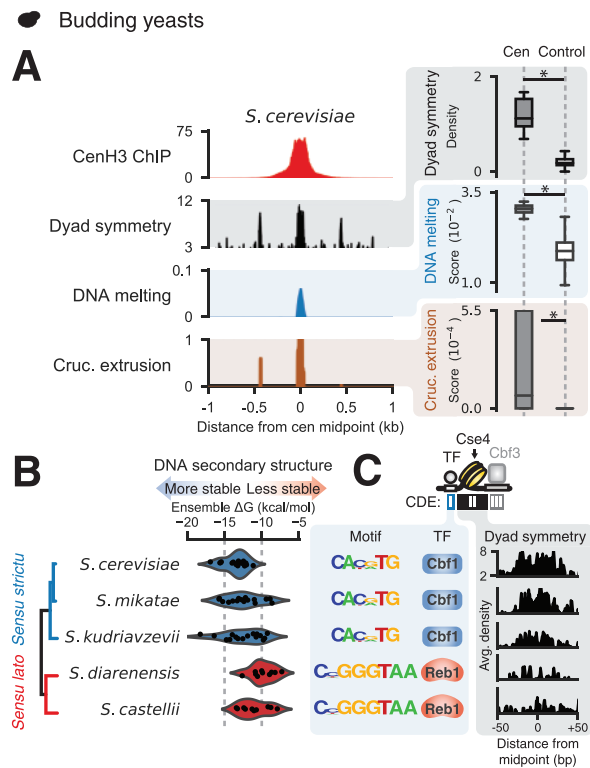 Budding yeasts
A
Cen Control
S. cerevisiae
75
CenH3 ChIP
0
12
Dyad symmetry
3
0.1
DNA melting
0
1
Cruc. extrusion
0
-1 -0.5 0 0.5 1
Distance from cen midpoint (kb)
Dyad symmetry
Density
2
0
*
DNA melting
Score (10⁻²)
3.5
1.0
*
Cruc. extrusion
Score (10⁻⁴)
5.5
0.0
*
B
DNA secondary structure
More stable Less stable
Ensemble ΔG (kcal/mol)
−20 −15 −10 −5
Sensu strictu
Sensu lato
S. cerevisiae
S. mikatae
S. kudriavzevii
S. diarenensis
S. castellii
C
Cse4
TF Cbf3
CDE:
Motif TF
CACGTG Cbf1
CACGTG Cbf1
CACGTG Cbf1
CGGGTAA Reb1
CGGGTAA Reb1
Dyad symmetry
Avg. density
8
2
-50 0 +50
Distance from
midpoint (bp)